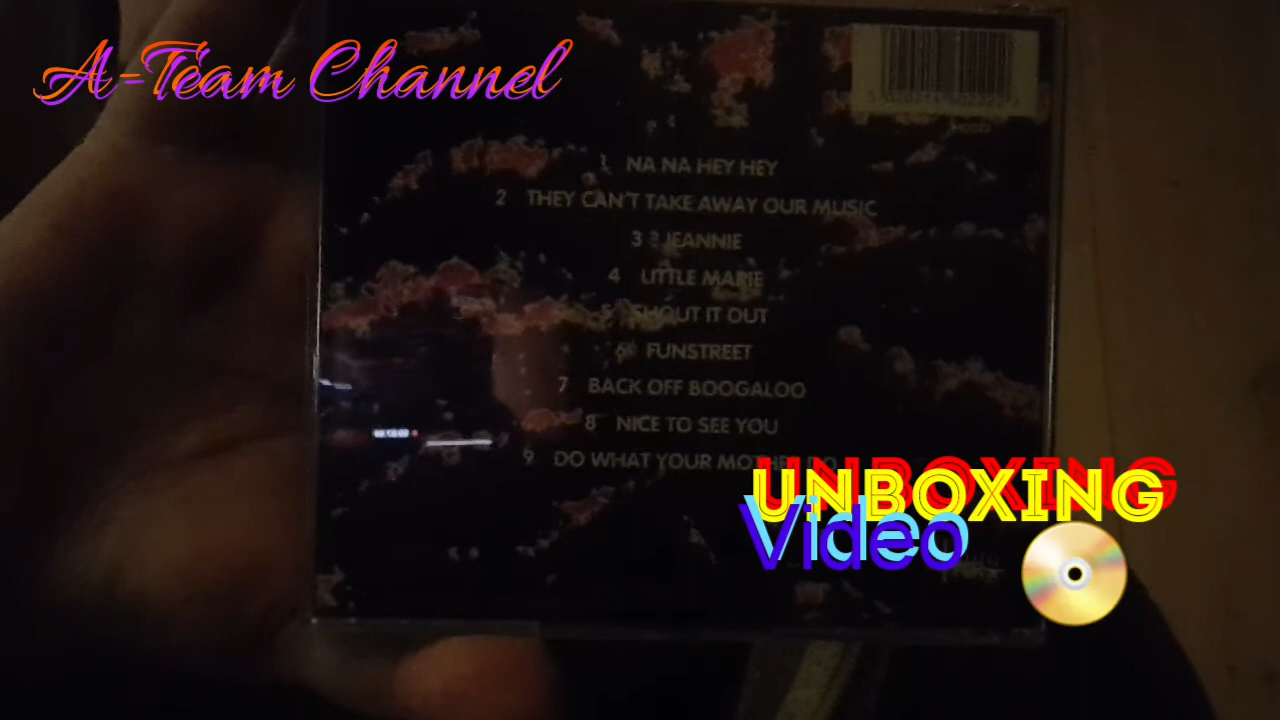 A-Team Channel
1 NA NA HEY HEY
2 THEY CAN'T TAKE AWAY OUR MUSIC
3 JEANNIE
4 LITTLE MARIE
5 SHOUT IT OUT
6 FUNSTREET
7 BACK OFF BOOGALOO
8 NICE TO SEE YOU
9 DO WHAT YOUR MOTHER DO
UNBOXING
Video